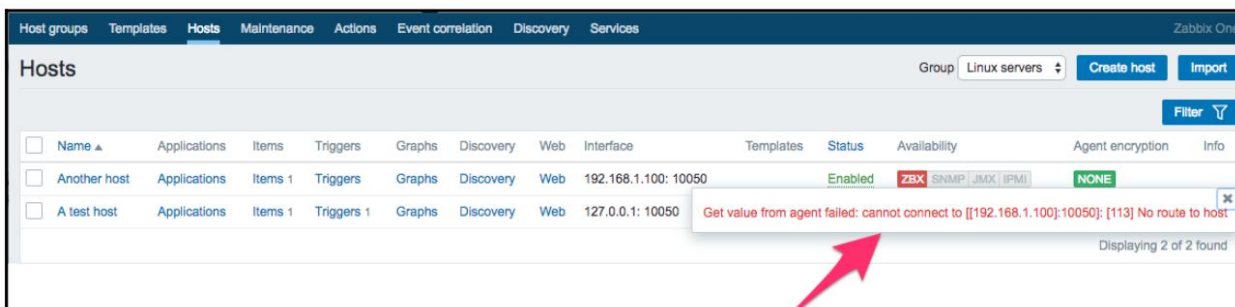 Host groups Templates Hosts Maintenance Actions Event correlation Discovery Services Zabbix One
Hosts Group Linux servers Create host Import
Filter
Name Applications Items Triggers Graphs Discovery Web Interface Templates Status Availability Agent encryption Info
Another host Applications Items 1 Triggers Graphs Discovery Web 192.168.1.100: 10050 Enabled ZBX SNMP JMX IPMI NONE
A test host Applications Items 1 Triggers 1 Graphs Discovery Web 127.0.0.1: 10050 Get value from agent failed: cannot connect to [[192.168.1.100]:10050]: [113] No route to host
Displaying 2 of 2 found